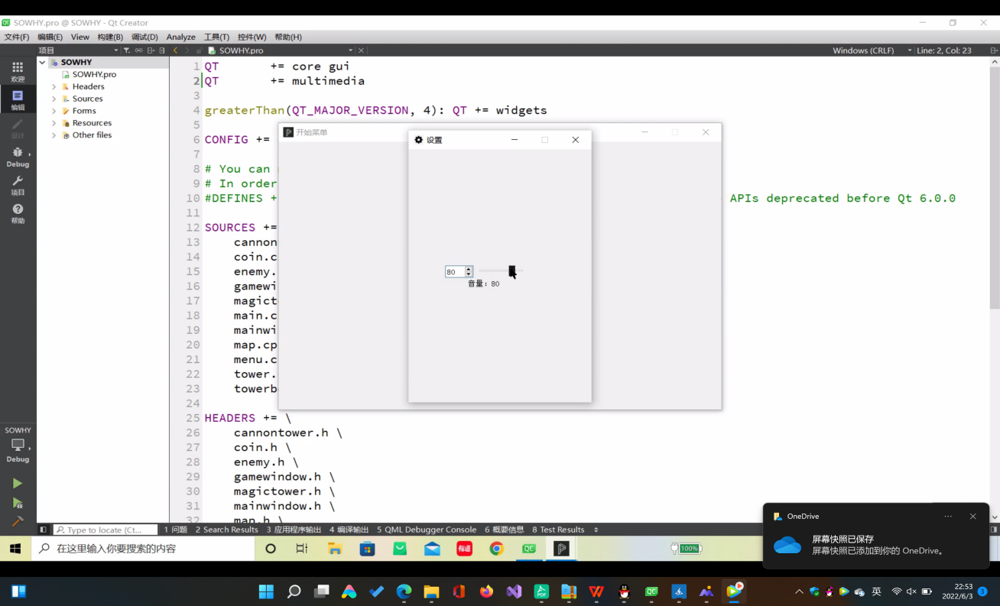 SOWHY.pro @ SOWHY - Qt Creator
文件(F) 编辑(E) View 构建(B) 调试(D) Analyze 工具(T) 控件(W) 帮助(H)
项目
SOWHY.pro
Windows (CRLF)
Line: 2, Col: 23
欢迎
编辑
设计
Debug
项目
帮助
SOWHY
Debug
SOWHY
SOWHY.pro
Headers
Sources
Forms
Resources
Other files
1 QT += core gui
2 QT += multimedia
3
4 greaterThan(QT_MAJOR_VERSION, 4): QT += widgets
5
6 CONFIG +=
7
8 # You can
9 # In order
10 #DEFINES + APIs deprecated before Qt 6.0.0
11
12 SOURCES +=
13 cannon
14 coin.c
15 enemy.
16 gamewi
17 magict
18 main.c
19 mainwi
20 map.cp
21 menu.c
22 tower.
23 towerb
24
25 HEADERS += \
26 cannontower.h \
27 coin.h \
28 enemy.h \
29 gamewindow.h \
30 magictower.h \
31 mainwindow.h \
32 map.h \
开始菜单
设置
80
音量：80
Type to locate (Ct...
1 问题 2 Search Results 3 应用程序输出 4 编译输出 5 QML Debugger Console 6 概要信息 8 Test Results
在这里输入你要搜索的内容
有道
QC
100%
OneDrive
屏幕快照已保存
屏幕快照已添加到你的 OneDrive。
QC
英
22:53
2022/6/3
3